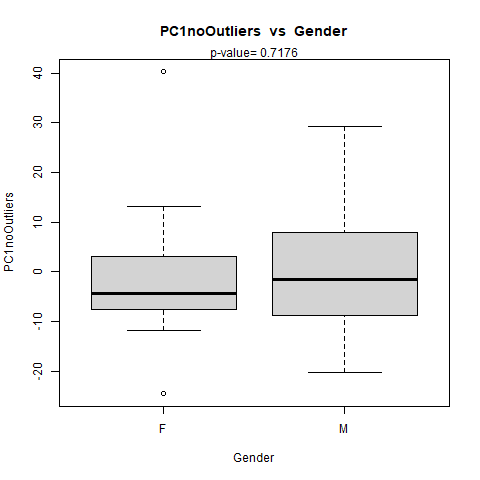 PC1noOutliers vs Gender
p-value= 0.7176
PC1noOutliers
40
30
20
10
0
-10
-20
F
M
Gender